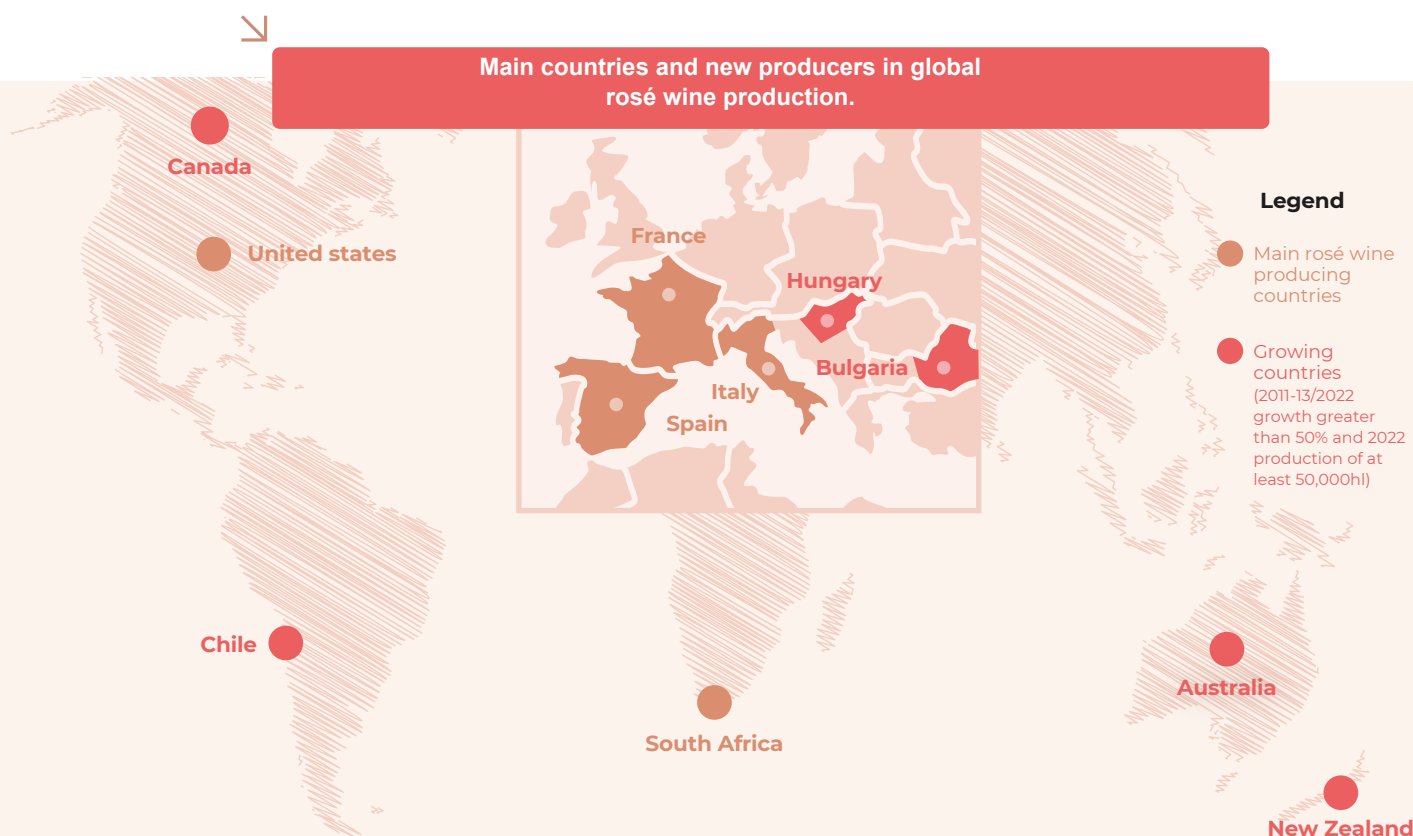 Main countries and new producers in global
rosé wine production.
Canada
United states
France
Hungary
Bulgaria
Italy
Spain
Chile
South Africa
Australia
New Zealand
Legend
Main rosé wine
producing
countries
Growing
countries
(2011-13/2022
growth greater
than 50% and 2022
production of at
least 50,000hl)